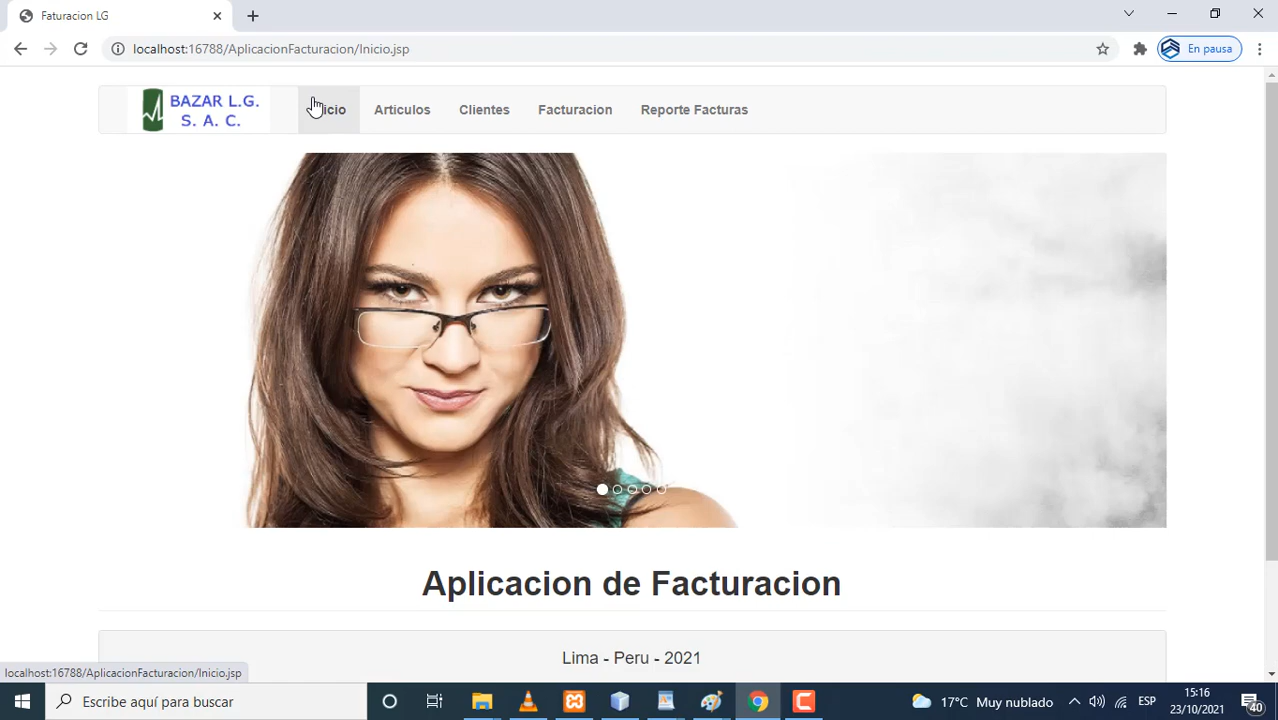 Faturacion LG
localhost:16788/AplicacionFacturacion/Inicio.jsp
En pausa
BAZAR L.G.
S. A. C.
Articulos
Clientes
Facturacion
Reporte Facturas
Aplicacion de Facturacion
Lima - Peru - 2021
localhost:16788/AplicacionFacturacion/Inicio.jsp
Escribe aquí para buscar
17°C Muy nublado
ESP
15:16
23/10/2021
40